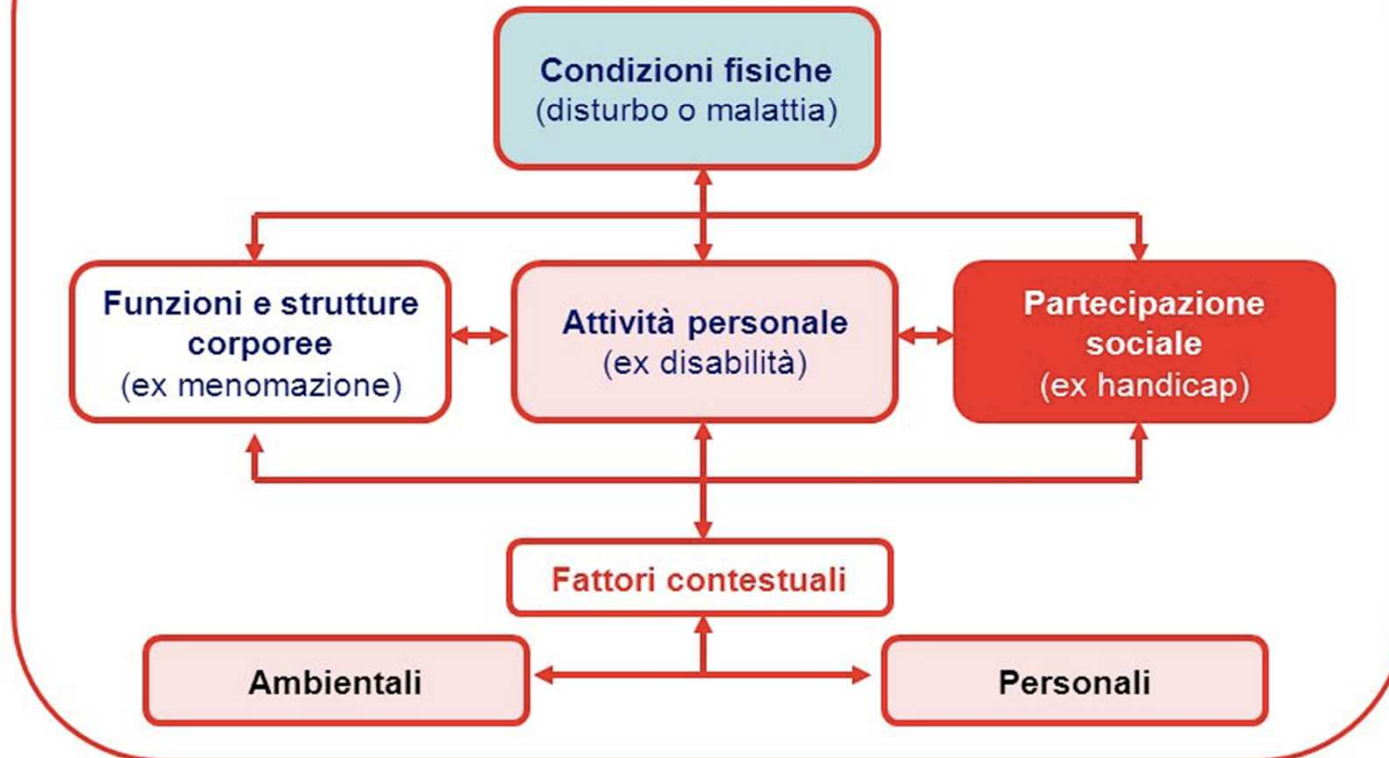 Condizioni fisiche
(disturbo o malattia)
Funzioni e strutture
corporee
(ex menomazione)
Attività personale
(ex disabilità)
Partecipazione
sociale
(ex handicap)
Fattori contestuali
Ambientali
Personali